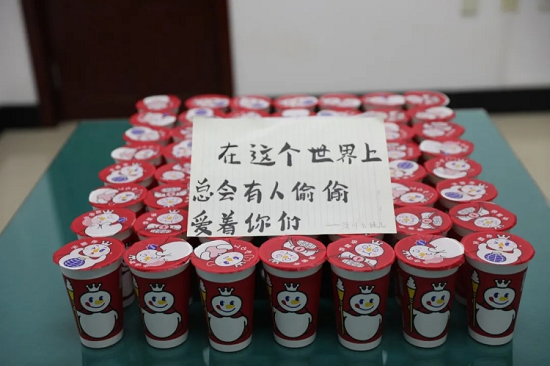 在这个世界上
总会有人偷偷
爱着你们